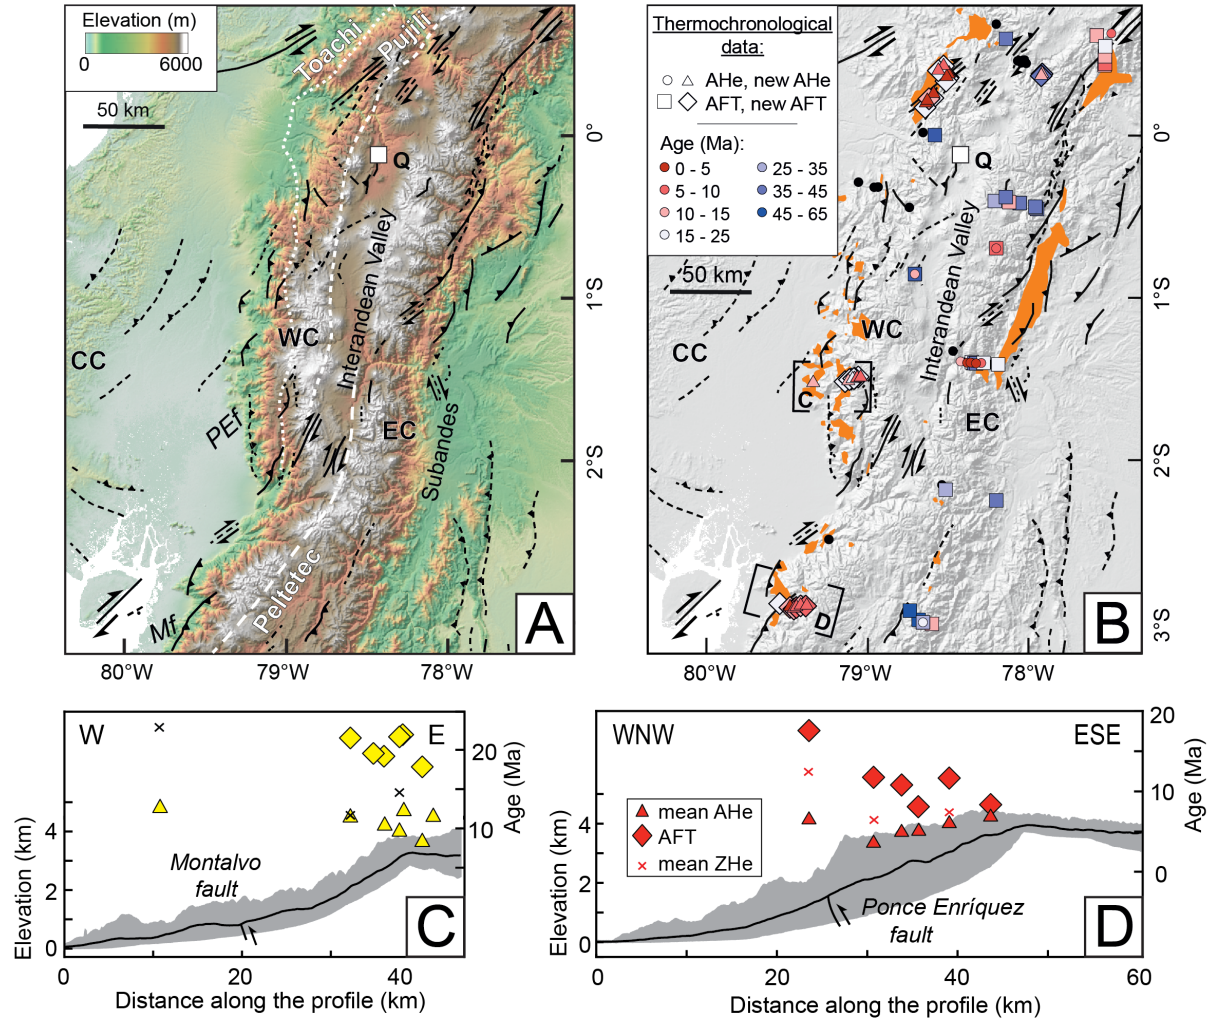 Elevation (m)
0 6000
50 km
Toachi
Pujilí
Q
Interandean Valley
WC
CC
PEf
EC
Subandes
Peltetec
Mf
A
80°W
79°W
78°W
Thermochronological
data:
AHe, new AHe
AFT, new AFT
Age (Ma):
0 - 5
5 - 10
10 - 15
15 - 25
25 - 35
35 - 45
45 - 65
50 km
Q
Interandean Valley
WC
CC
C
EC
D
B
0°
1°S
2°S
3°S
80°W
79°W
78°W
W
E
Montalvo
fault
C
Elevation (km)
0
2
4
Age (Ma)
20
10
0
20
40
Distance along the profile (km)
WNW
ESE
mean AHe
AFT
mean ZHe
Ponce Enríquez
fault
D
Elevation (km)
0
2
4
Age (Ma)
20
10
0
0
20
40
60
Distance along the profile (km)